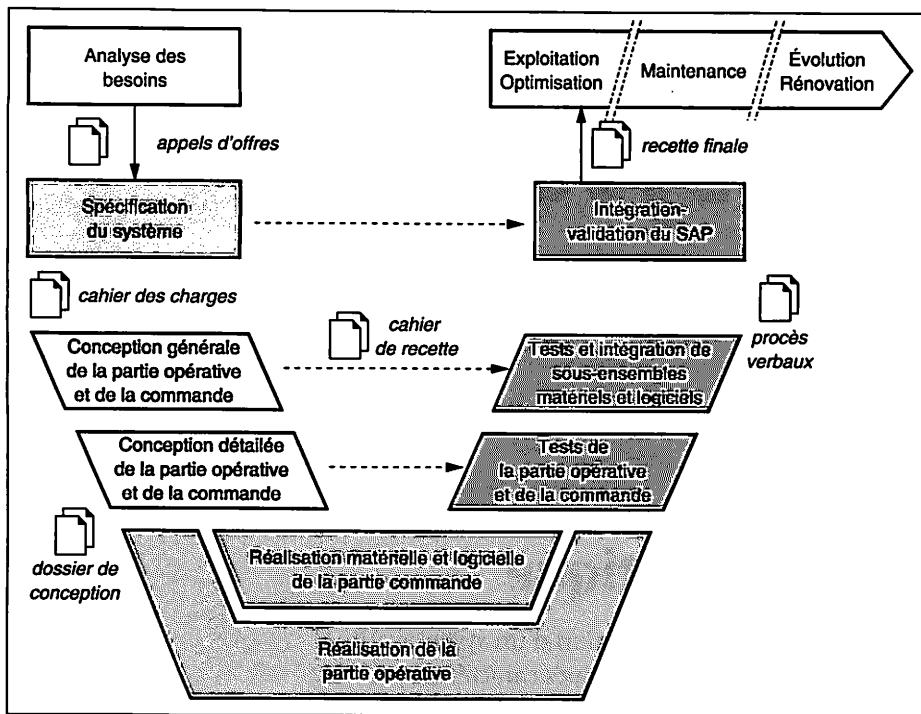 Analyse des
besoins
Exploitation
Optimisation
Maintenance
Évolution
Rénovation
appels d'offres
recette finale
Spécification
du système
Intégration-
validation du SAP
cahier des charges
cahier
de recette
procès
verbaux
Conception générale
de la partie opérative
et de la commande
Tests et intégration de
sous-ensembles
matériels et logiciels
Conception détailée
de la partie opérative
et de la commande
Tests de
la partie opérative
et de la commande
dossier de
conception
Réalisation matérielle et logicielle
de la partie commande
Réalisation de la
partie opérative